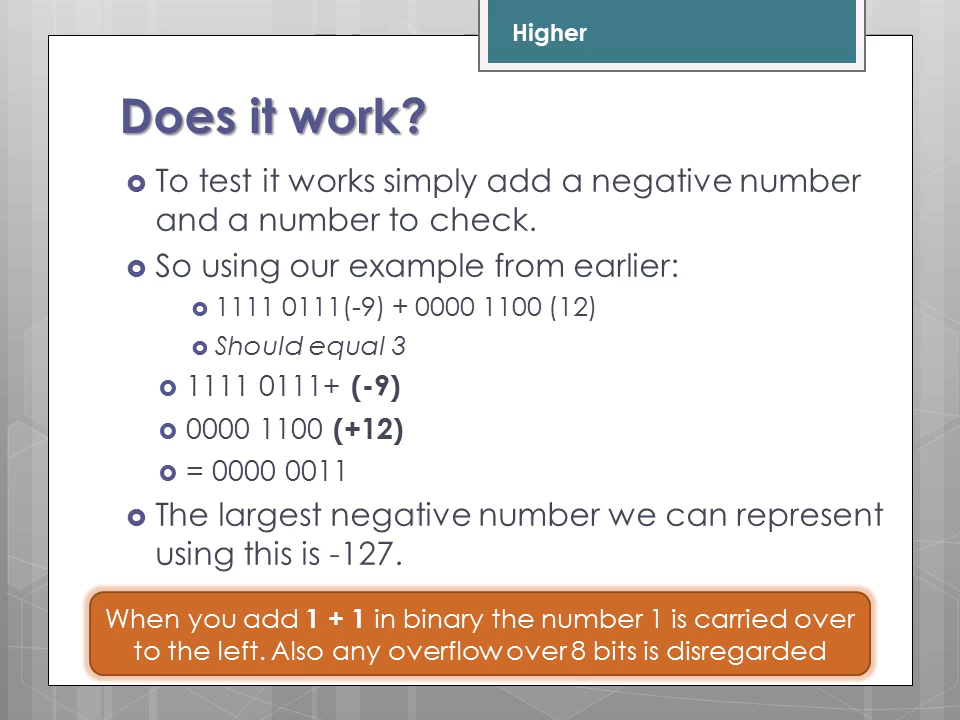 Higher
Does it work?
To test it works simply add a negative number
and a number to check.
So using our example from earlier:
1111 0111(-9) + 0000 1100 (12)
Should equal 3
1111 0111+ (-9)
0000 1100 (+12)
= 0000 0011
The largest negative number we can represent
using this is -127.
When you add 1 + 1 in binary the number 1 is carried over
to the left. Also any overflow over 8 bits is disregarded